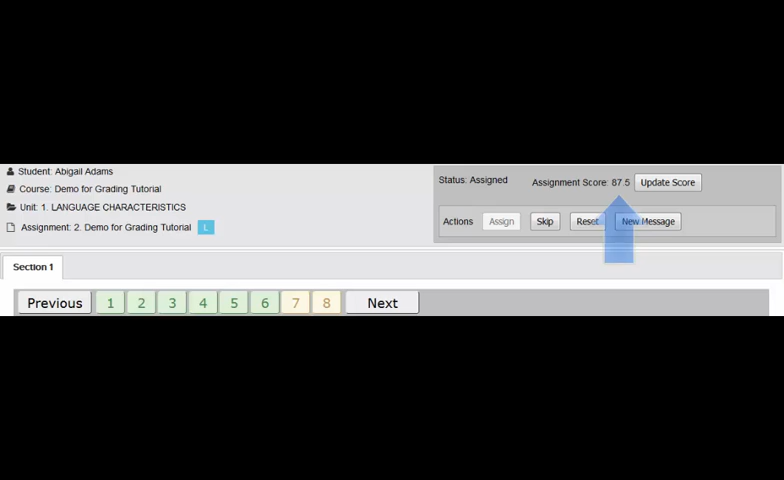 Student: Abigail Adams
Course: Demo for Grading Tutorial
Unit: 1. LANGUAGE CHARACTERISTICS
Assignment: 2. Demo for Grading Tutorial L
Status: Assigned Assignment Score: 87.5 Update Score
Actions Assign Skip Reset New Message
Section 1
Previous 1 2 3 4 5 6 7 8 Next